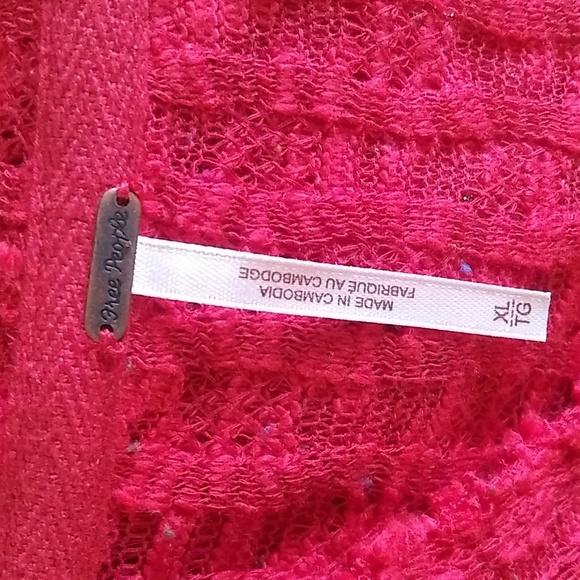 Free People
MADE IN CAMBODIA
FABRIQUÉ AU CAMBODGE
XL
TG